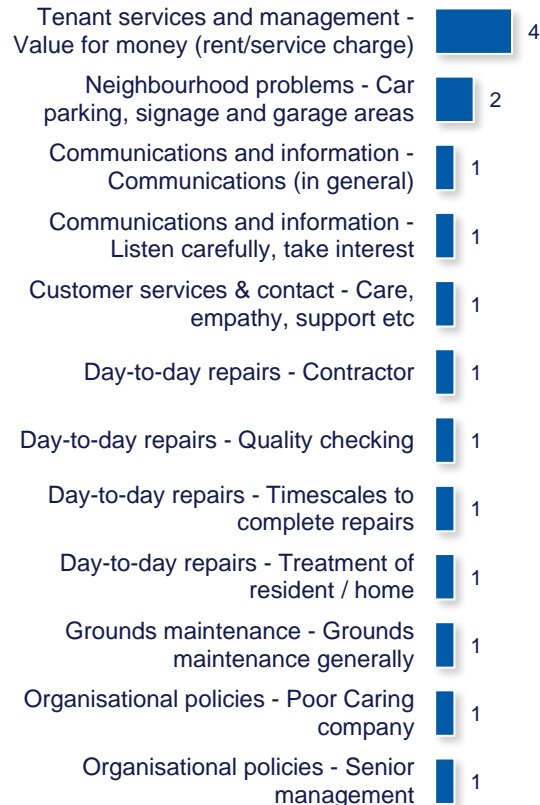 Tenant services and management -
Value for money (rent/service charge)
4
Neighbourhood problems - Car
parking, signage and garage areas
2
Communications and information -
Communications (in general)
1
Communications and information -
Listen carefully, take interest
1
Customer services & contact - Care,
empathy, support etc
1
Day-to-day repairs - Contractor
1
Day-to-day repairs - Quality checking
1
Day-to-day repairs - Timescales to
complete repairs
1
Day-to-day repairs - Treatment of
resident / home
1
Grounds maintenance - Grounds
maintenance generally
1
Organisational policies - Poor Caring
company
1
Organisational policies - Senior
management
1